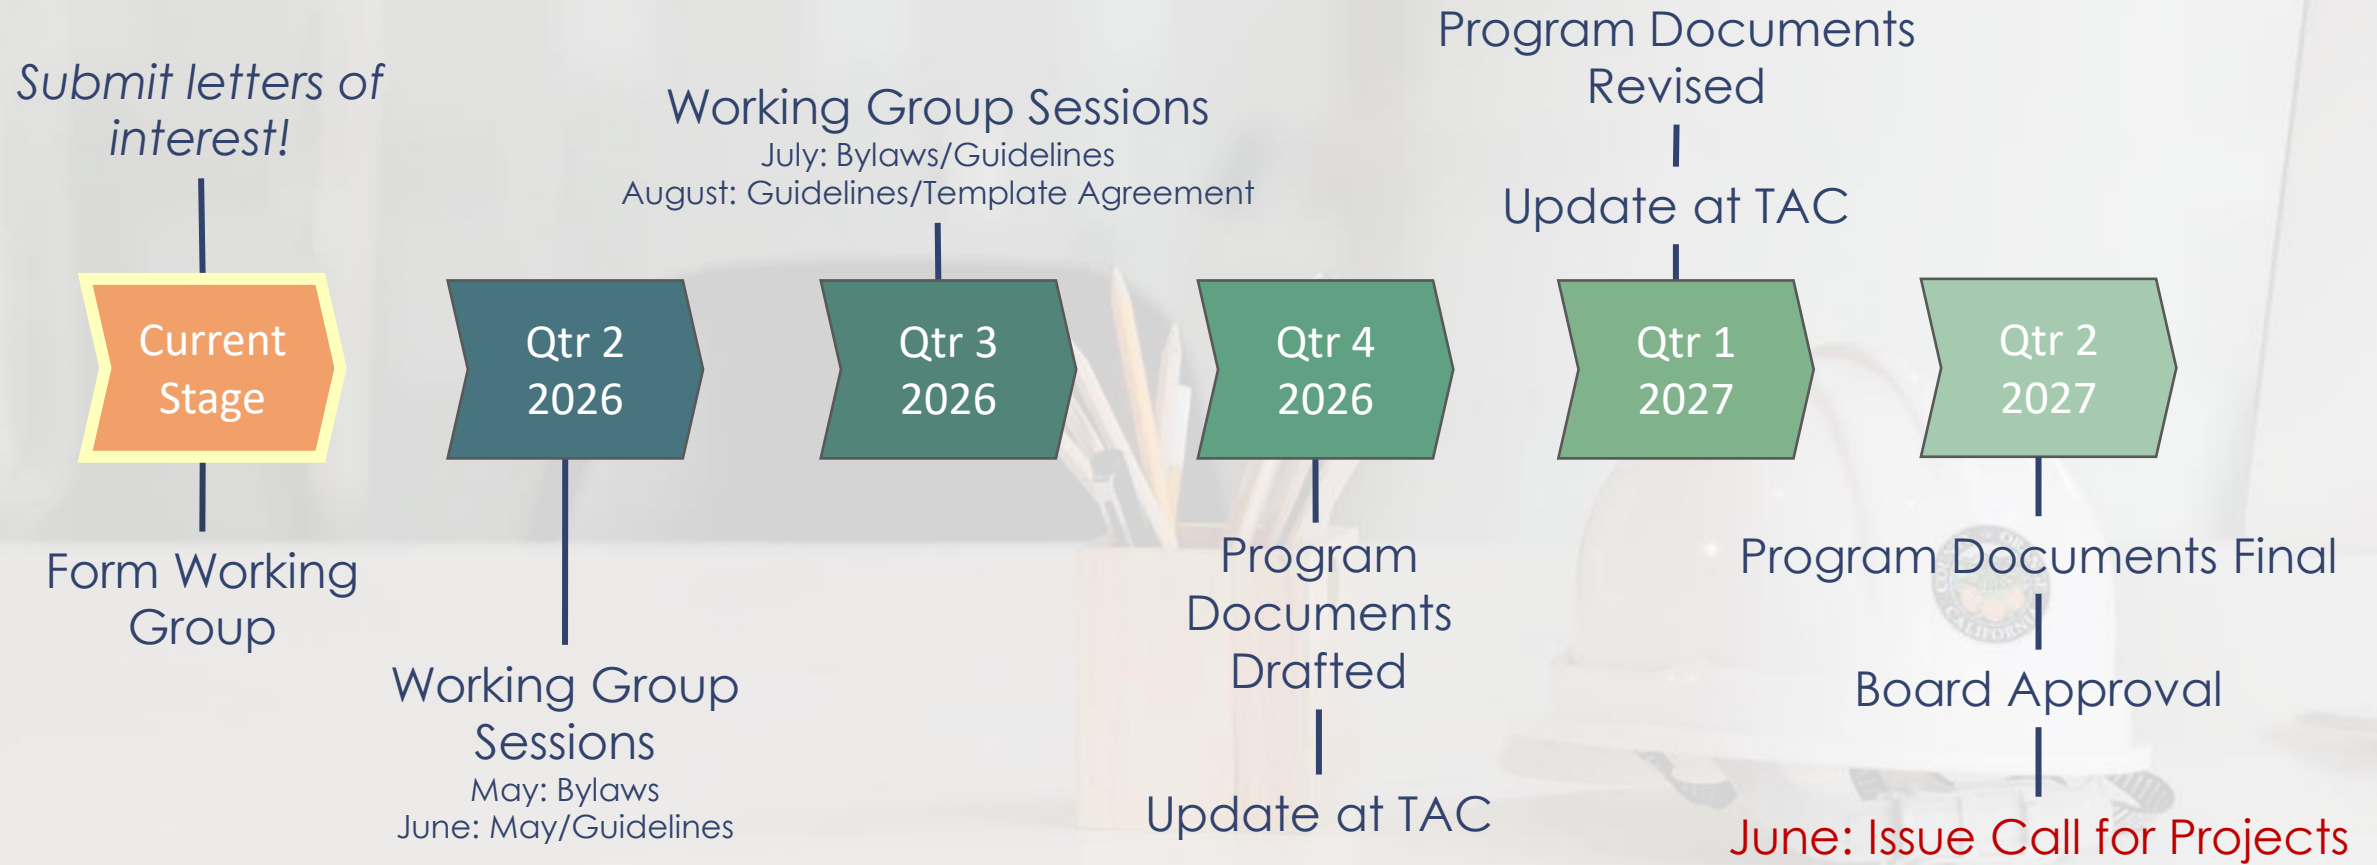 Submit letters of
interest!
Current
Stage
Form Working
Group
Qtr 2
2026
Working Group
Sessions
May: Bylaws
June: May/Guidelines
Working Group Sessions
July: Bylaws/Guidelines
August: Guidelines/Template Agreement
Qtr 3
2026
Qtr 4
2026
Program
Documents
Drafted
Update at TAC
Program Documents
Revised
Update at TAC
Qtr 1
2027
Qtr 2
2027
Program Documents Final
Board Approval
June: Issue Call for Projects